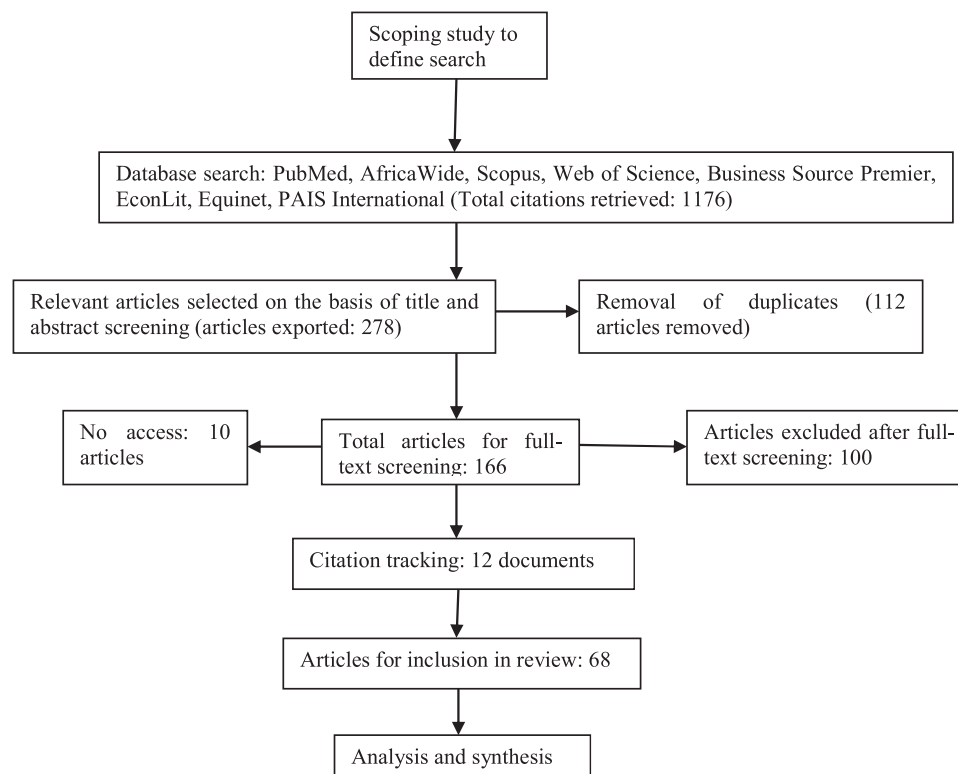 Scoping study to
define search
Database search: PubMed, AfricaWide, Scopus, Web of Science, Business Source Premier,
EconLit, Equinet, PAIS International (Total citations retrieved: 1176)
Relevant articles selected on the basis of title and
abstract screening (articles exported: 278)
Removal of duplicates (112
articles removed)
No access: 10
articles
Total articles for full-
text screening: 166
Articles excluded after full-
text screening: 100
Citation tracking: 12 documents
Articles for inclusion in review: 68
Analysis and synthesis